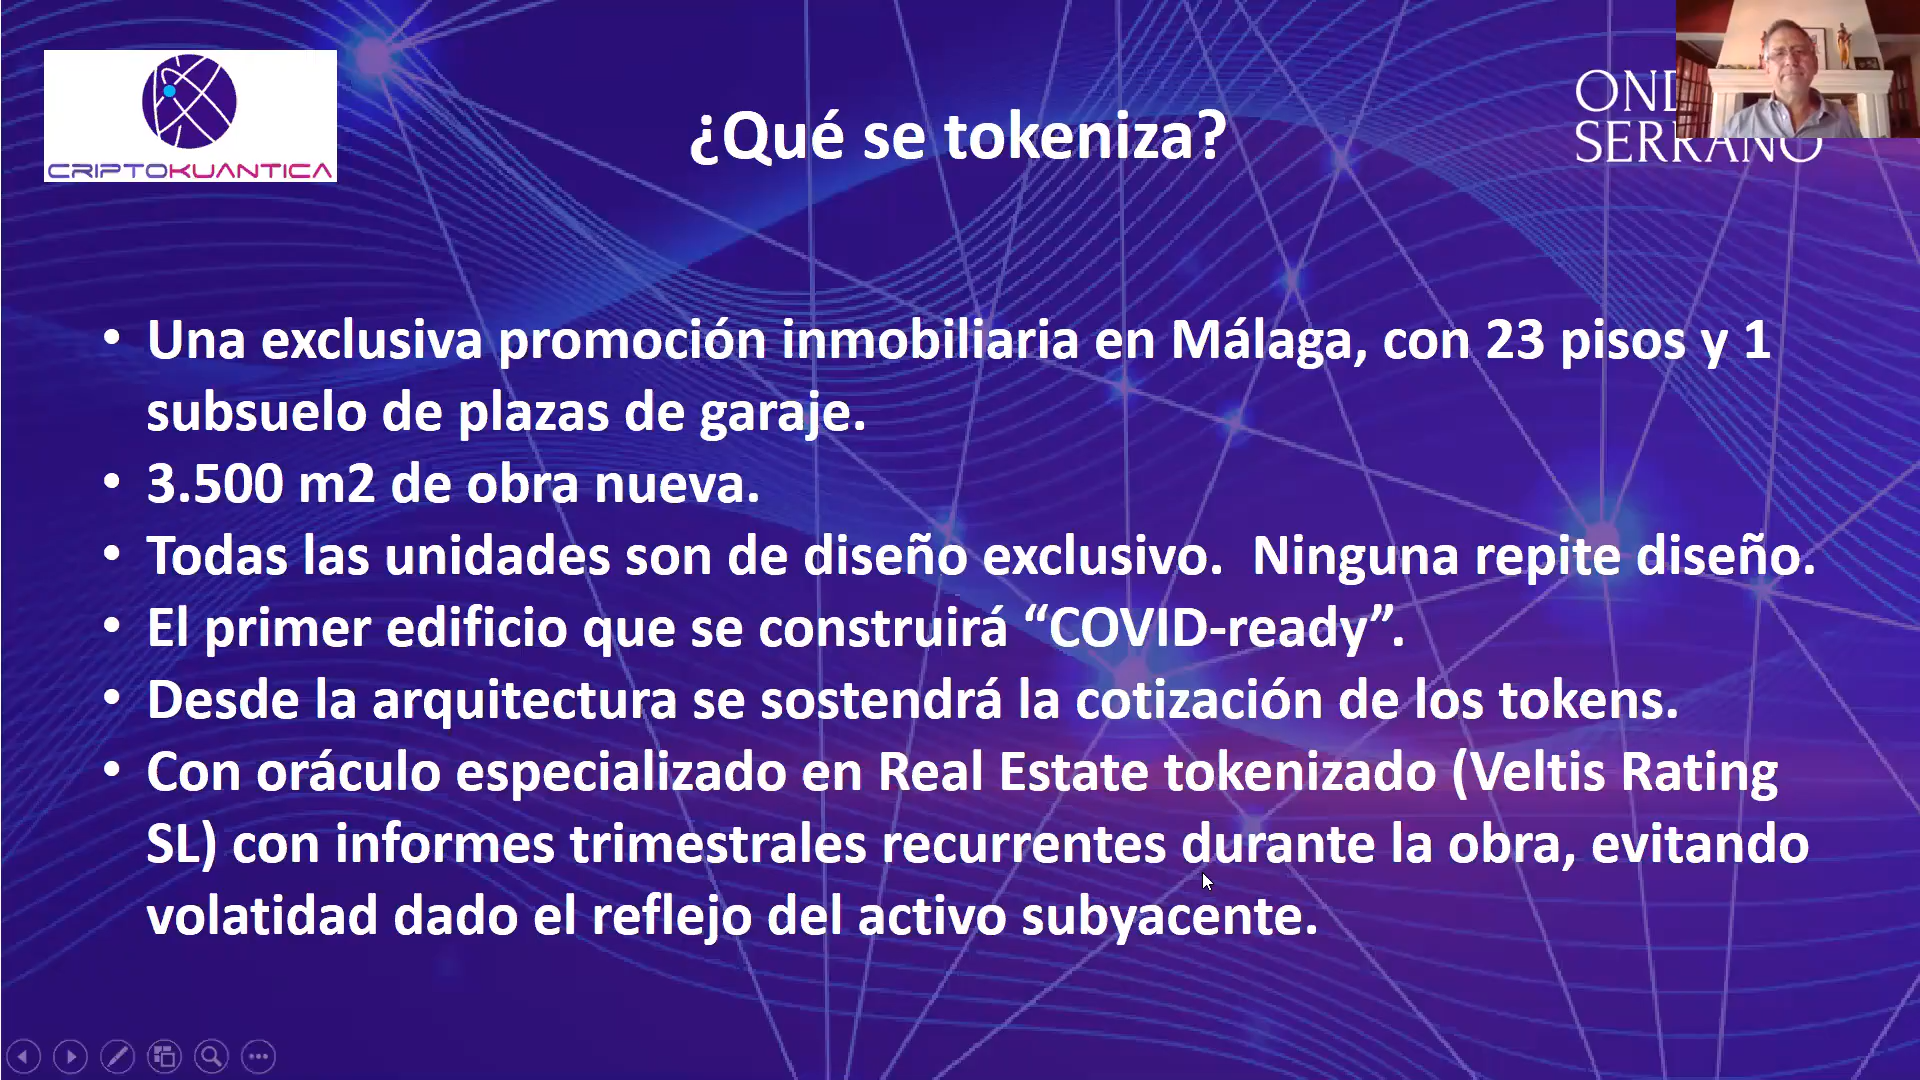 CRIPTOKUANTICA
¿Qué se tokeniza?
SERRANO
• Una exclusiva promoción inmobiliaria en Málaga, con 23 pisos y 1
subsuelo de plazas de garaje.
• 3.500 m2 de obra nueva.
• Todas las unidades son de diseño exclusivo. Ninguna repite diseño.
• El primer edificio que se construirá “COVID-ready”.
• Desde la arquitectura se sostendrá la cotización de los tokens.
• Con oráculo especializado en Real Estate tokenizado (Veltis Rating
SL) con informes trimestrales recurrentes durante la obra, evitando
volatidad dado el reflejo del activo subyacente.